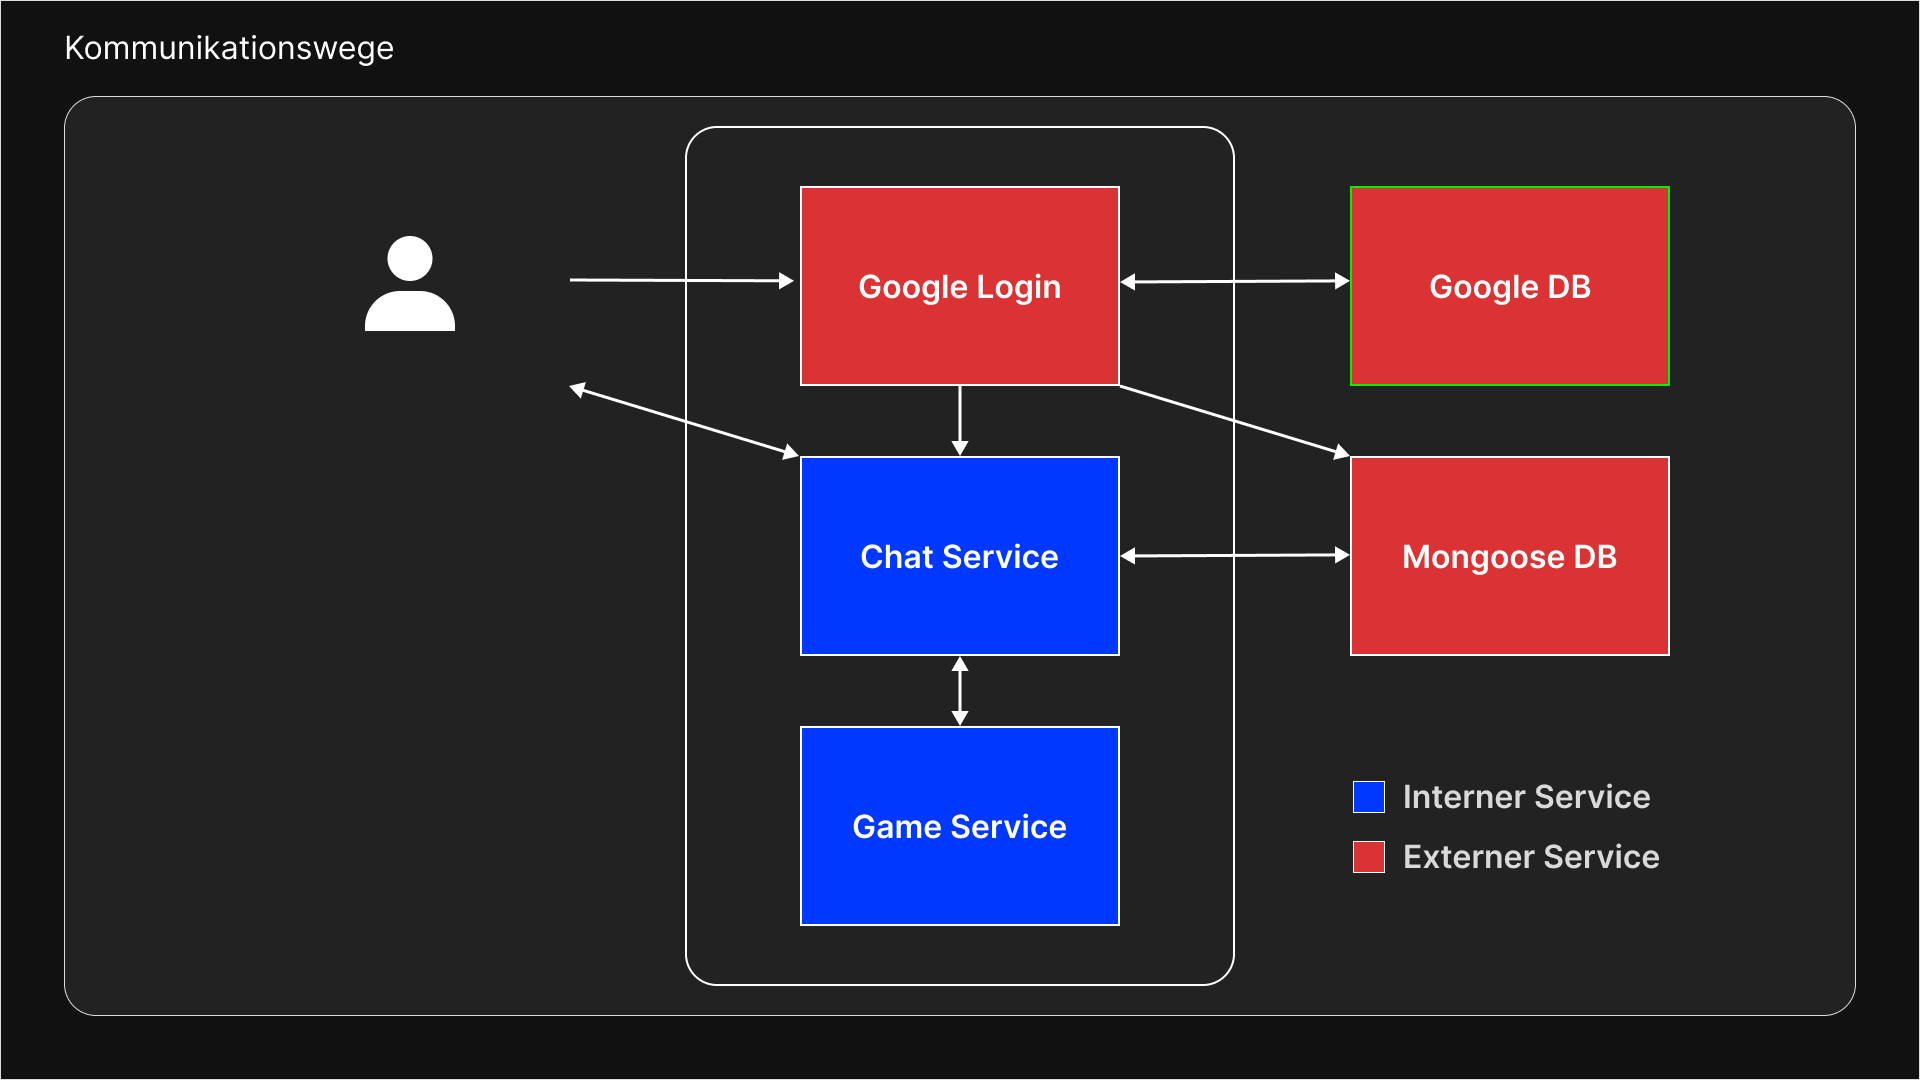 Kommunikationswege
Google Login
Google DB
Chat Service
Mongoose DB
Game Service
Interner Service
Externer Service